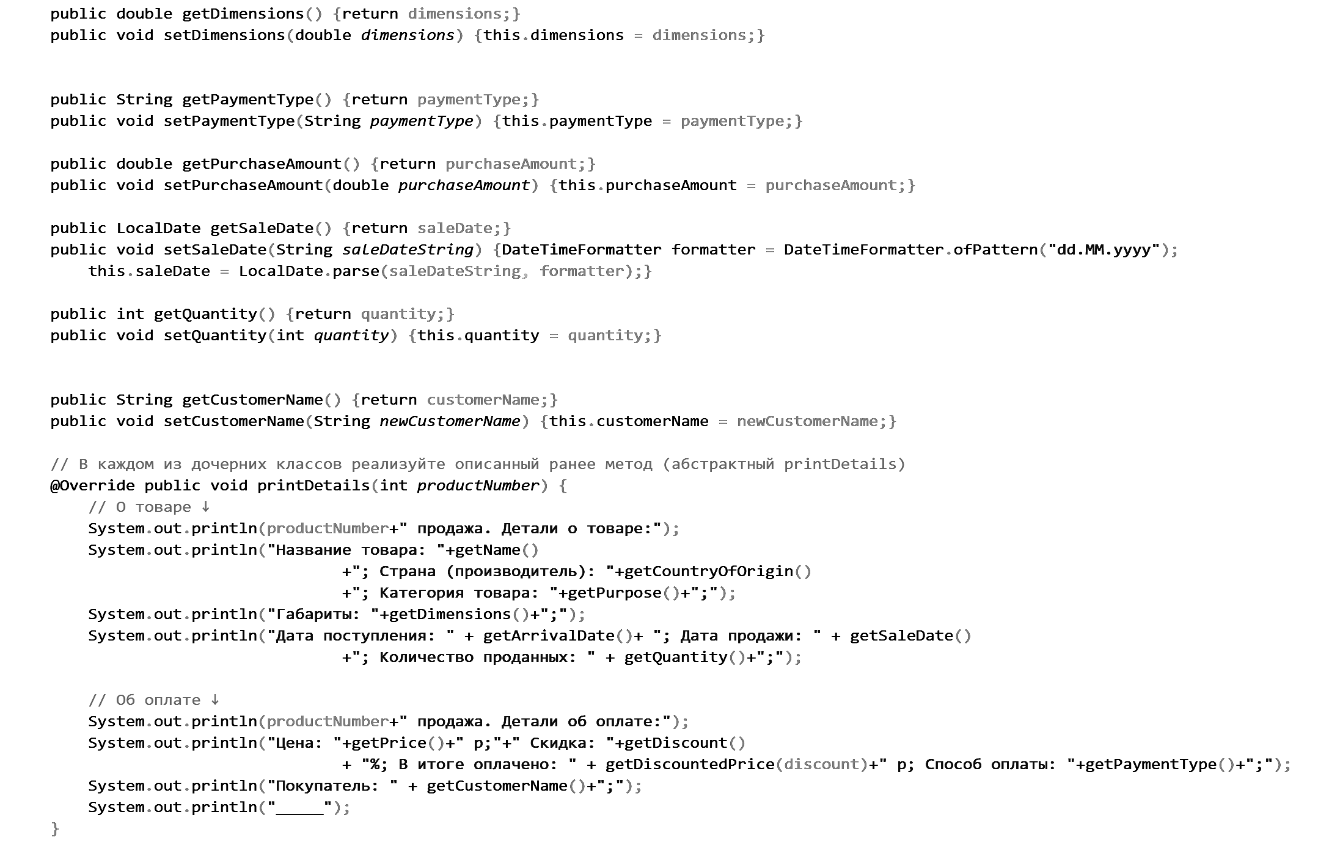 public double getDimensions() {return dimensions;}
public void setDimensions(double dimensions) {this.dimensions = dimensions;}
public String getPaymentType() {return paymentType;}
public void setPaymentType(String paymentType) {this.paymentType = paymentType;}
public double getPurchaseAmount() {return purchaseAmount;}
public void setPurchaseAmount(double purchaseAmount) {this.purchaseAmount = purchaseAmount;}
public LocalDate getSaleDate() {return saleDate;}
public void setSaleDate(String saleDateString) {DateTimeFormatter formatter = DateTimeFormatter.ofPattern("dd.MM.yyyy");
    this.saleDate = LocalDate.parse(saleDateString, formatter);}
public int getQuantity() {return quantity;}
public void setQuantity(int quantity) {this.quantity = quantity;}
public String getCustomerName() {return customerName;}
public void setCustomerName(String newCustomerName) {this.customerName = newCustomerName;}
// В каждом из дочерних классов реализуйте описанный ранее метод (абстрактный printDetails)
@Override public void printDetails(int productNumber) {
    // О товаре ↓
    System.out.println(productNumber+" продажа. Детали о товаре:");
    System.out.println("Название товара: "+getName()
                               +"; Страна (производитель): "+getCountryOfOrigin()
                               +"; Категория товара: "+getPurpose()+";");
    System.out.println("Габариты: "+getDimensions()+";");
    System.out.println("Дата поступления: " + getArrivalDate()+ "; Дата продажи: " + getSaleDate()
                               +"; Количество проданных: " + getQuantity()+";");
    // Об оплате ↓
    System.out.println(productNumber+" продажа. Детали об оплате:");
    System.out.println("Цена: "+getPrice()+" р;"+" Скидка: "+getDiscount()
                               + "%; В итоге оплачено: " + getDiscountedPrice(discount)+" р; Способ оплаты: "+getPaymentType()+";");
    System.out.println("Покупатель: " + getCustomerName()+";");
    System.out.println("_____");
}